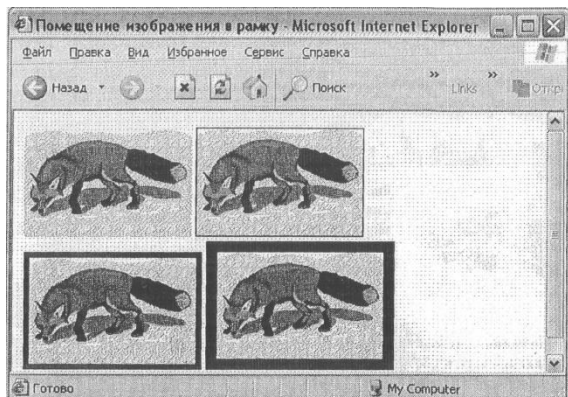 Помещение изображения в рамку - Microsoft Internet Explorer
Файл Правка Вид Избранное Сервис Справка
Назад Поиск » Links »
Готово My Computer